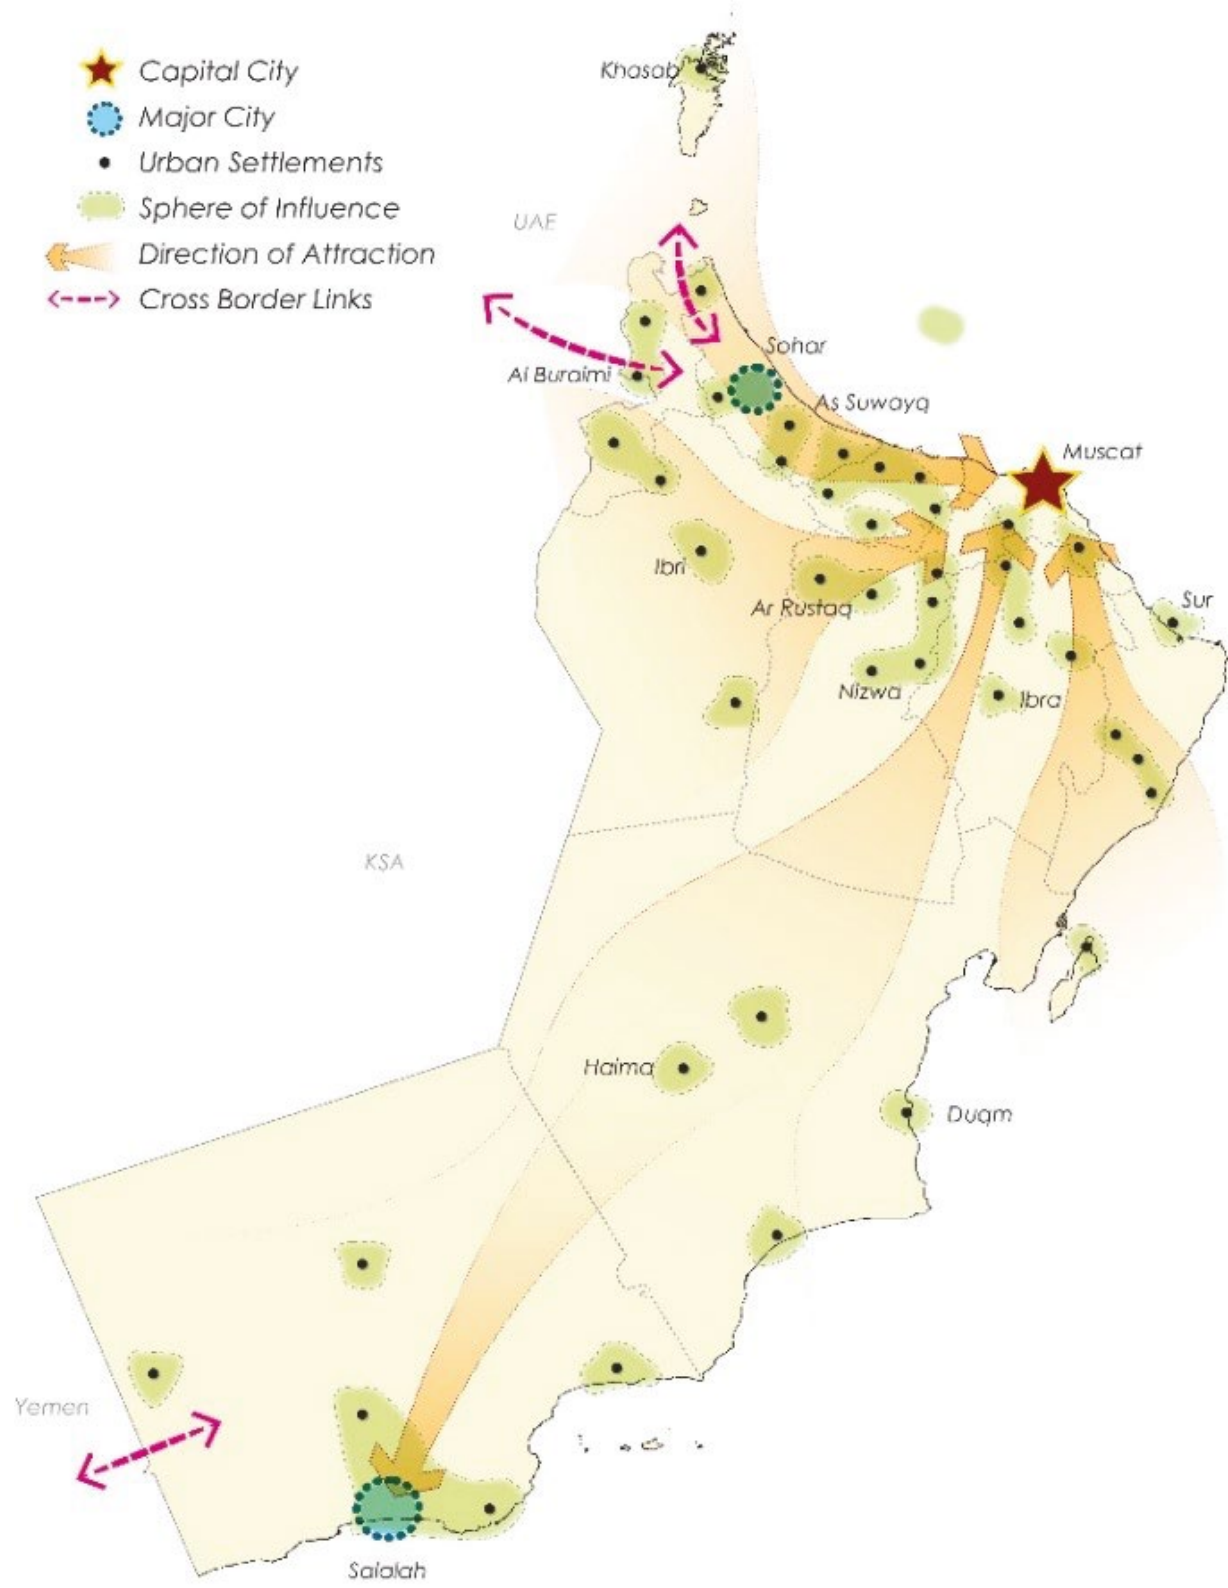 Capital City
Major City
Urban Settlements
Sphere of Influence
Direction of Attraction
Cross Border Links
Khasab
UAE
Sohar
Al Buraimi
As Suwayq
Muscat
Ibri
Ar Rustaq
Sur
Nizwa
Ibra
KSA
Haima
Duqm
Yemen
Salalah